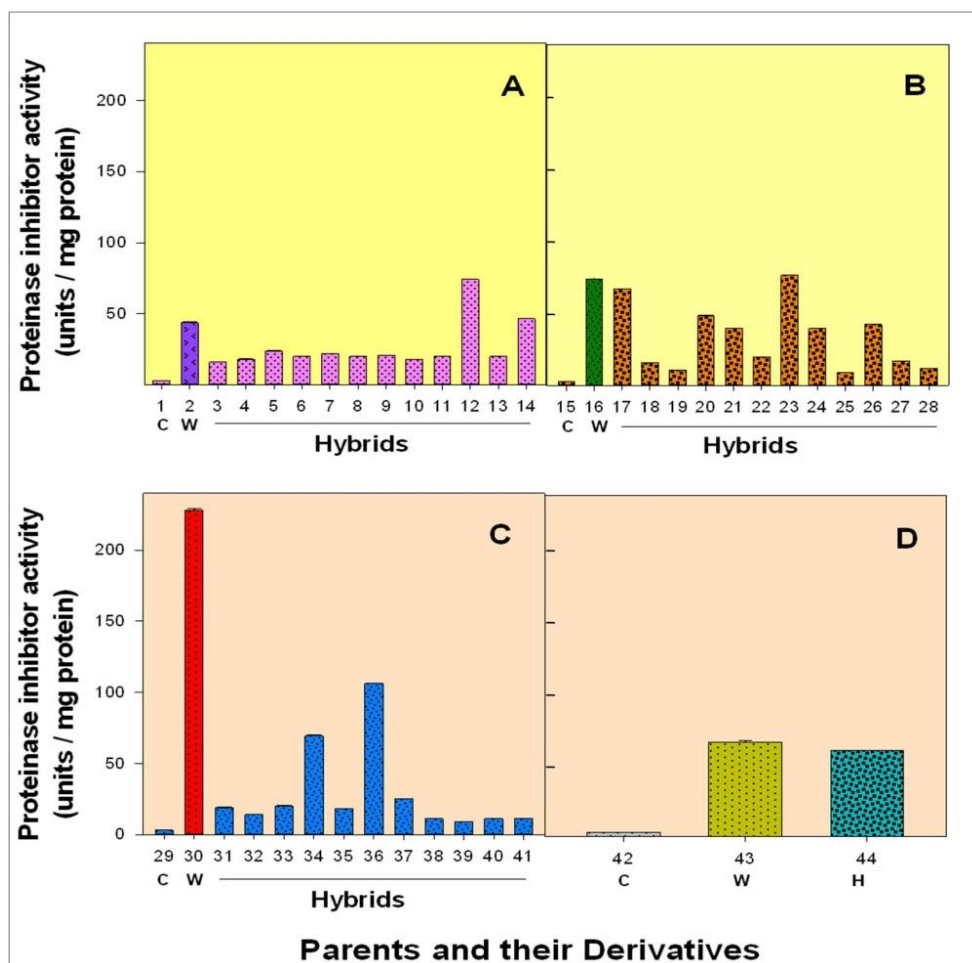 Proteinase inhibitor activity
(units / mg protein)
200
150
100
50
A
B
1 2 3 4 5 6 7 8 9 10 11 12 13 14 15 16 17 18 19 20 21 22 23 24 25 26 27 28
C W C W
Hybrids Hybrids
Proteinase inhibitor activity
(units / mg protein)
200
150
100
50
0
C
D
29 30 31 32 33 34 35 36 37 38 39 40 41 42 43 44
C W C W H
Hybrids
Parents and their Derivatives